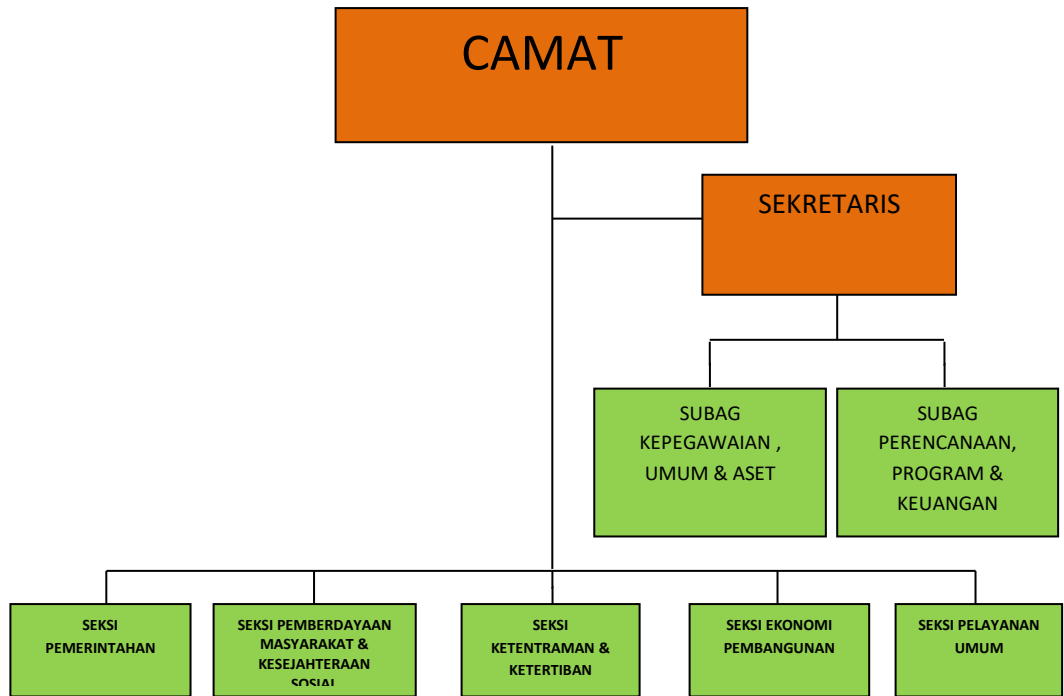 CAMAT
SEKRETARIS
SUBAG
KEPEGAWAIAN ,
UMUM & ASET
SUBAG
PERENCANAAN,
PROGRAM &
KEUANGAN
SEKSI
PEMERINTAHAN
SEKSI PEMBERDAYAAN
MASYARAKAT &
KESEJAHTERAAN
SOSIAL
SEKSI
KETENTRAMAN &
KETERTIBAN
SEKSI EKONOMI
PEMBANGUNAN
SEKSI PELAYANAN
UMUM